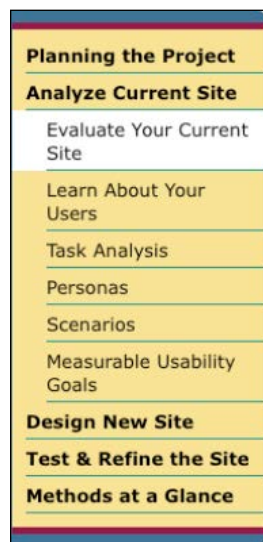 Planning the Project
Analyze Current Site
Evaluate Your Current
Site
Learn About Your
Users
Task Analysis
Personas
Scenarios
Measurable Usability
Goals
Design New Site
Test & Refine the Site
Methods at a Glance